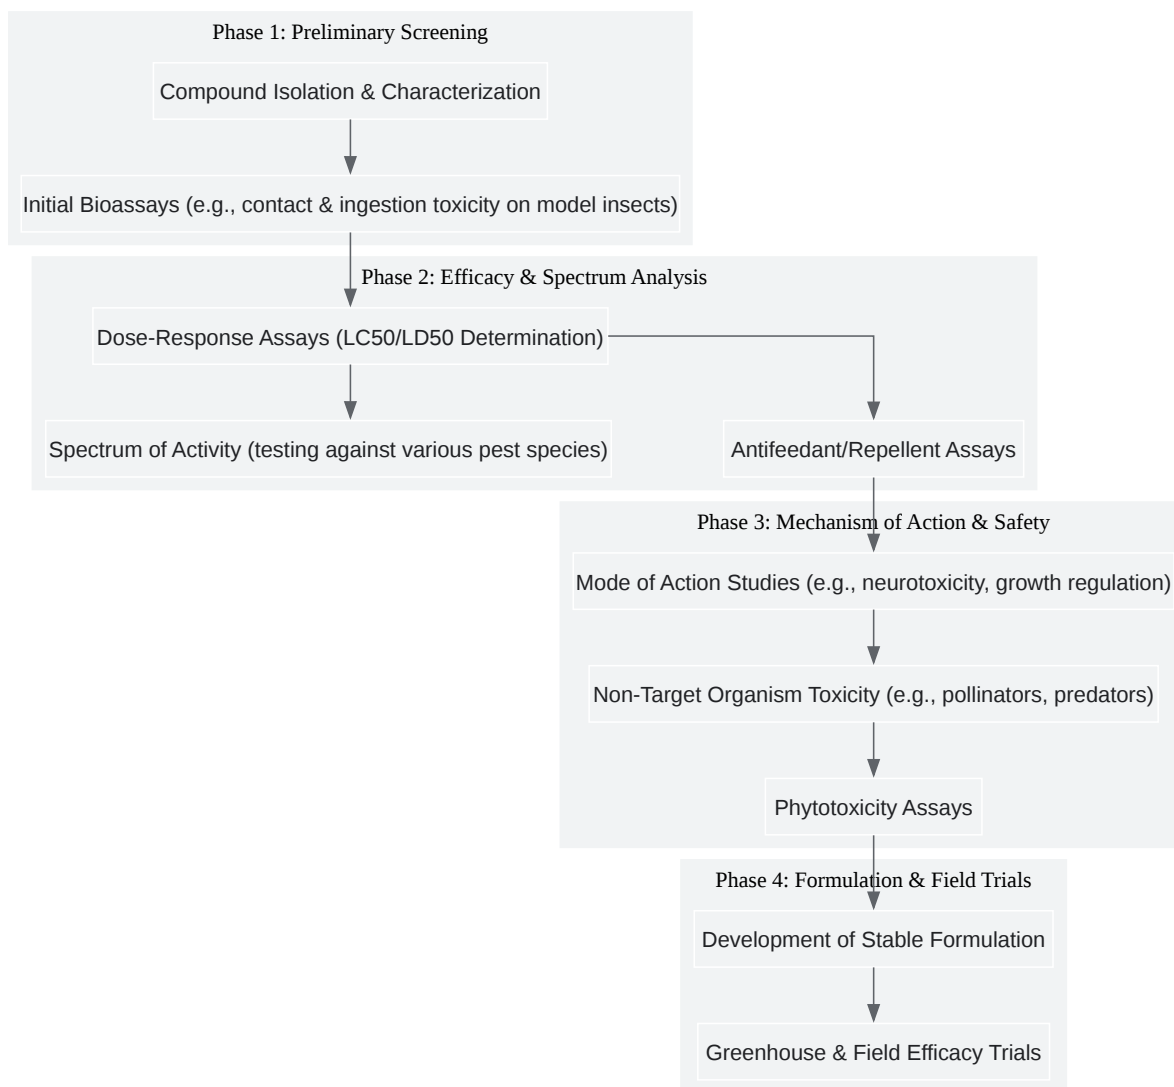 Phase 1: Preliminary Screening
Compound Isolation & Characterization
Initial Bioassays (e.g., contact & ingestion toxicity on model insects)
Phase 2: Efficacy & Spectrum Analysis
Dose-Response Assays (LC50/LD50 Determination)
Spectrum of Activity (testing against various pest species)
Antifeedant/Repellent Assays
Phase 3: Mechanism of Action & Safety
Mode of Action Studies (e.g., neurotoxicity, growth regulation)
Non-Target Organism Toxicity (e.g., pollinators, predators)
Phytotoxicity Assays
Phase 4: Formulation & Field Trials
Development of Stable Formulation
Greenhouse & Field Efficacy Trials